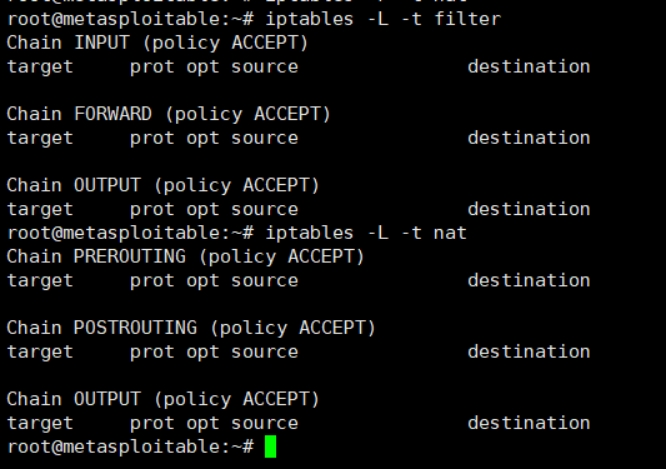 root@metasploitable:~# iptables -L -t filter
Chain INPUT (policy ACCEPT)
target     prot opt source               destination

Chain FORWARD (policy ACCEPT)
target     prot opt source               destination

Chain OUTPUT (policy ACCEPT)
target     prot opt source               destination
root@metasploitable:~# iptables -L -t nat
Chain PREROUTING (policy ACCEPT)
target     prot opt source               destination

Chain POSTROUTING (policy ACCEPT)
target     prot opt source               destination

Chain OUTPUT (policy ACCEPT)
target     prot opt source               destination
root@metasploitable:~#